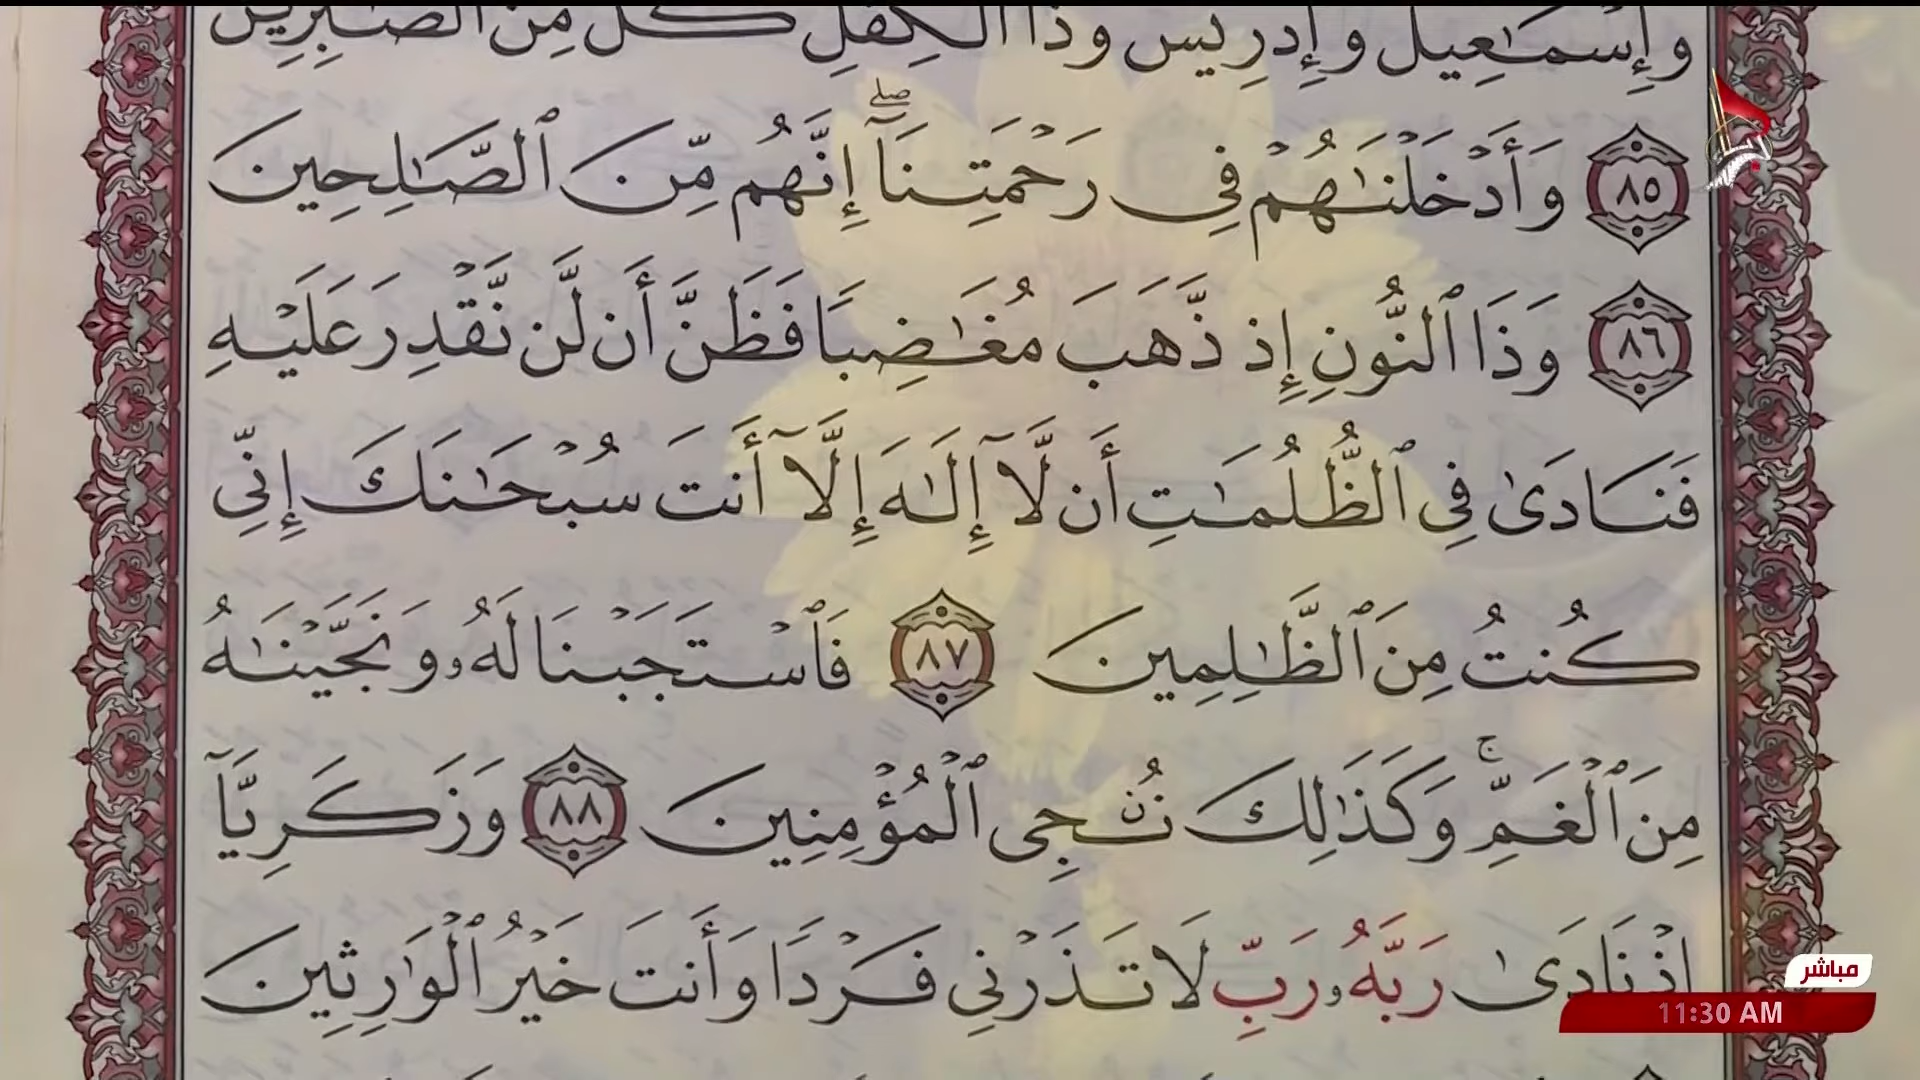 وَإِسْمَٰعِيلَ وَإِدْرِيسَ وَذَا ٱلْكِفْلِ كُلٌّ مِّنَ ٱلصَّٰبِرِينَ
٨٥ وَأَدْخَلْنَٰهُمْ فِى رَحْمَتِنَآ ۖ إِنَّهُم مِّنَ ٱلصَّٰلِحِينَ
٨٦ وَذَا ٱلنُّونِ إِذ ذَّهَبَ مُغَٰضِبًا فَظَنَّ أَن لَّن نَّقْدِرَ عَلَيْهِ
فَنَادَىٰ فِى ٱلظُّلُمَٰتِ أَن لَّآ إِلَٰهَ إِلَّآ أَنتَ سُبْحَٰنَكَ إِنِّى
كُنتُ مِنَ ٱلظَّٰلِمِينَ ٨٧ فَٱسْتَجَبْنَا لَهُۥ وَنَجَّيْنَٰهُ
مِنَ ٱلْغَمِّ ۚ وَكَذَٰلِكَ نُۨجِى ٱلْمُؤْمِنِينَ ٨٨ وَزَكَرِيَّآ
إِذْ نَادَىٰ رَبَّهُۥ رَبِّ لَا تَذَرْنِى فَرْدًا وَأَنتَ خَيْرُ ٱلْوَٰرِثِينَ
مباشر
11:30 AM